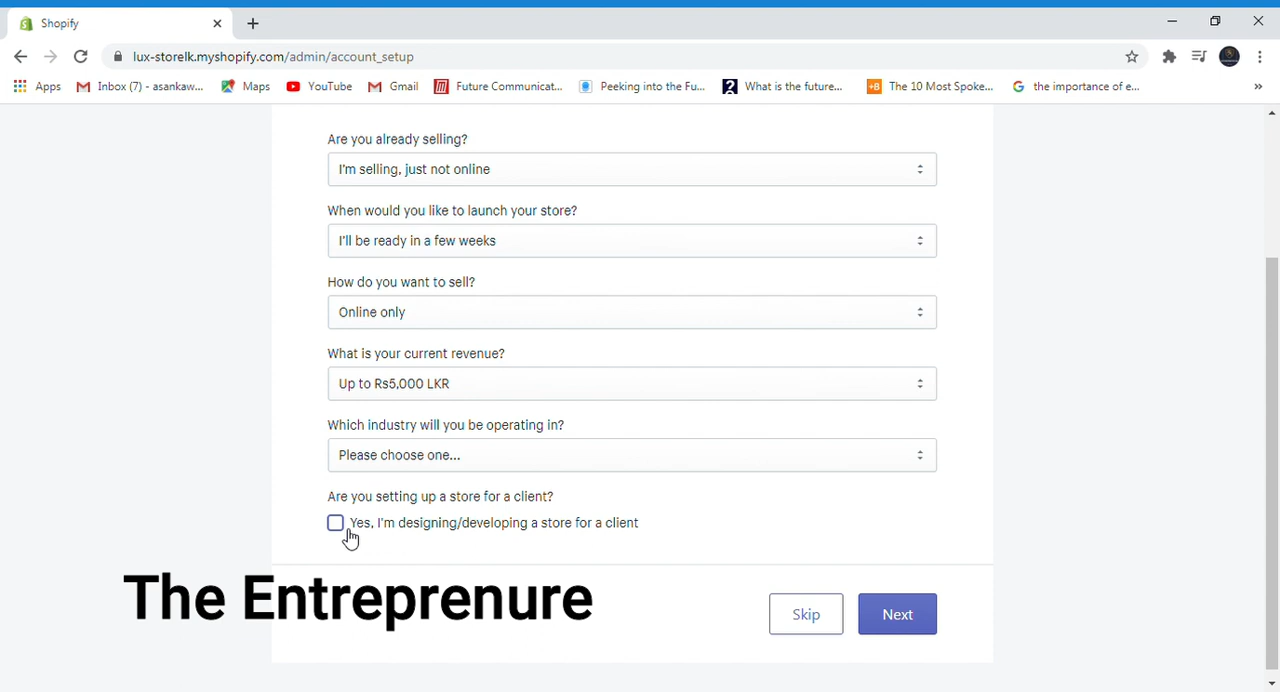 Shopify
lux-storelk.myshopify.com/admin/account_setup
Apps
Inbox (7) - asankaw...
Maps
YouTube
Gmail
Future Communicat...
Peeking into the Fu...
What is the future...
The 10 Most Spoke...
the importance of e...
Are you already selling?
I'm selling, just not online
When would you like to launch your store?
I'll be ready in a few weeks
How do you want to sell?
Online only
What is your current revenue?
Up to Rs5,000 LKR
Which industry will you be operating in?
Please choose one...
Are you setting up a store for a client?
Yes, I'm designing/developing a store for a client
The Entreprenure
Skip
Next